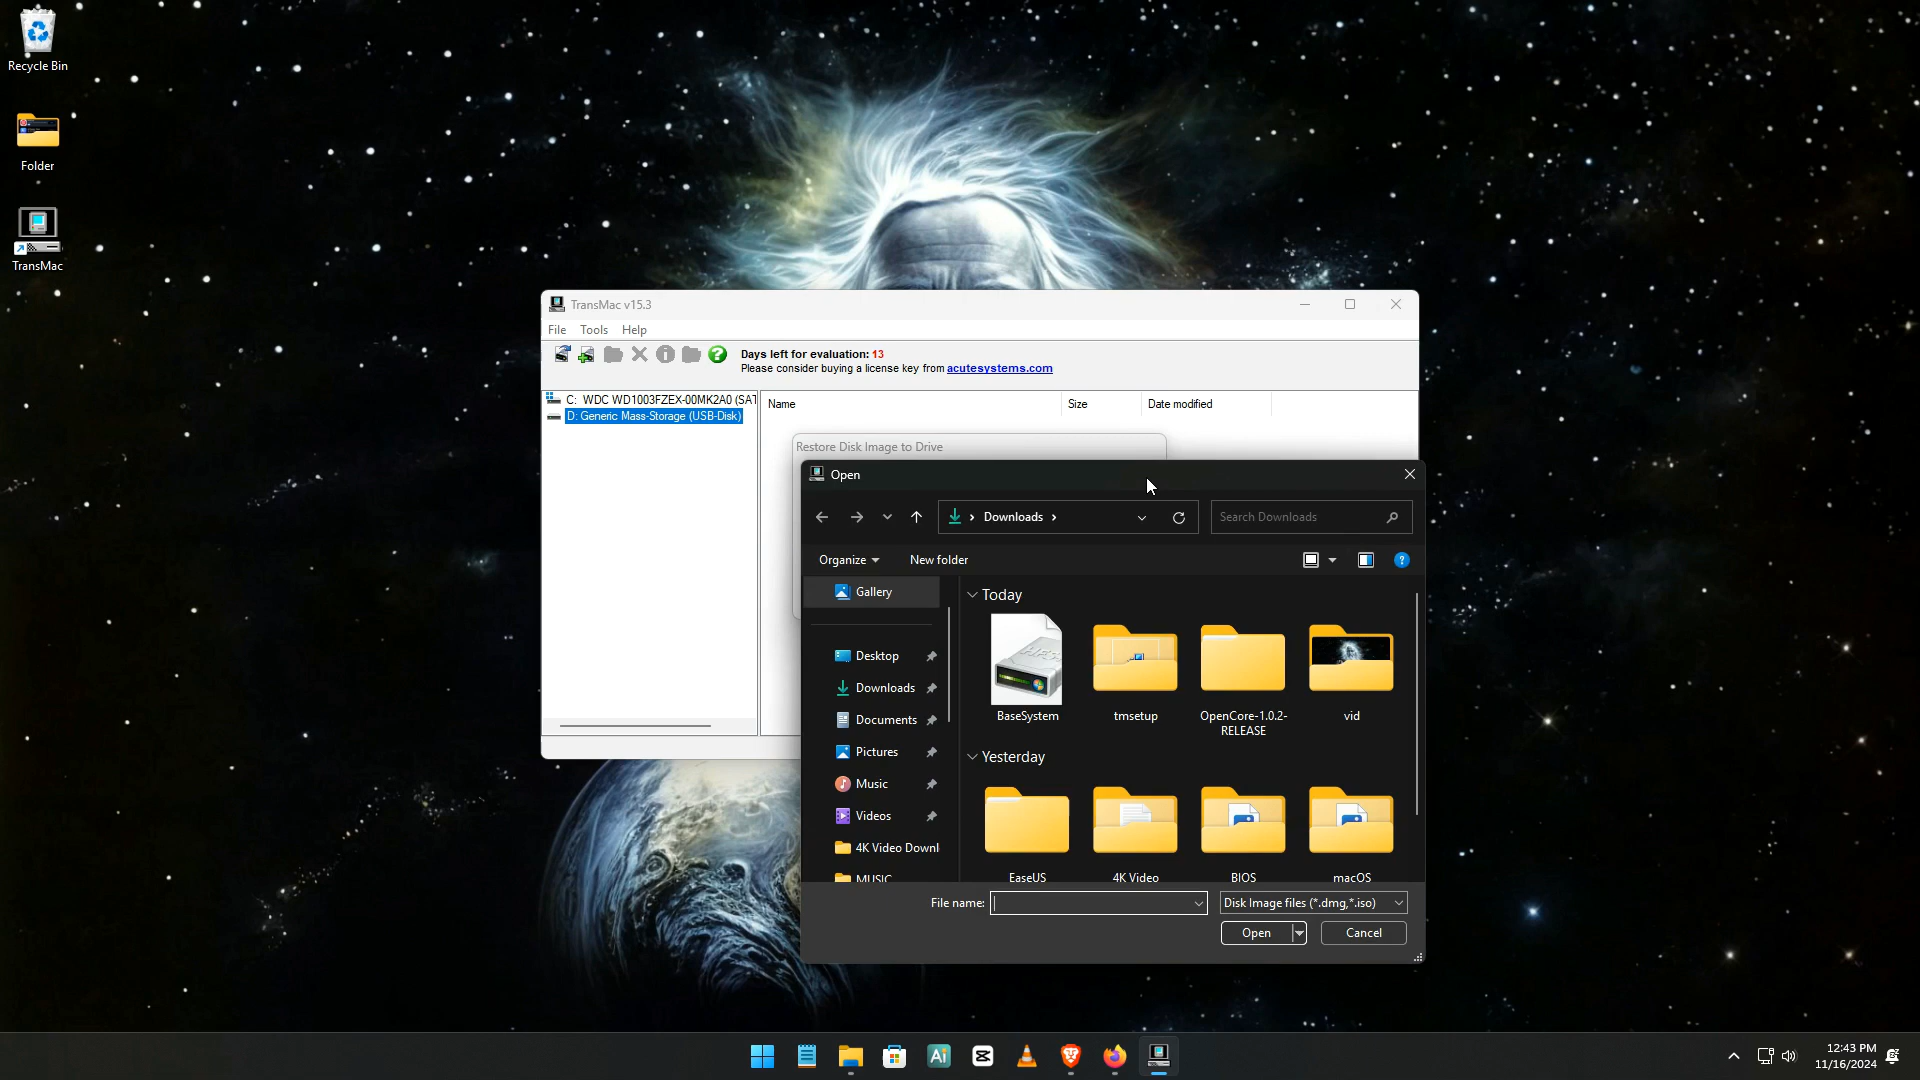 Recycle Bin
Folder
TransMac
TransMac v15.3
File Tools Help
Days left for evaluation: 13
Please consider buying a license key from acutesystems.com
C: WDC WD1003FZEX-00MK2A0 (SAT
D: Generic Mass-Storage (USB-Disk)
Name Size Date modified
Restore Disk Image to Drive
Open
Downloads
Search Downloads
Organize New folder
Gallery
Desktop
Downloads
Documents
Pictures
Music
Videos
4K Video Downl
MUSIC
Today
BaseSystem
tmsetup
OpenCore-1.0.2-
RELEASE
vid
Yesterday
EaseUS
4K Video
BIOS
macOS
File name:
Disk Image files (*.dmg,*.iso)
Open
Cancel
Ai
12:43 PM
11/16/2024